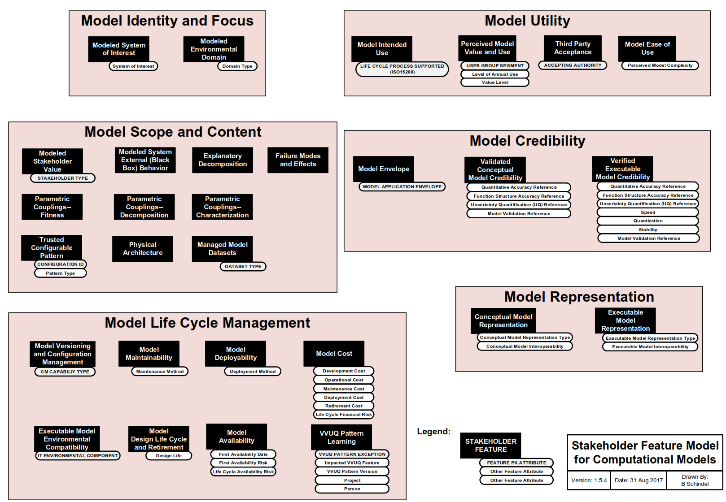 Model Identity and Focus
Modeled System
of Interest
System of Interest
Modeled
Environmental
Domain
Domain Type
Model Utility
Model Intended
Use
LIFE CYCLE PROCESS SUPPORTED
(ISO15288)
Perceived Model
Value and Use
USER GROUP SEGMENT
Level of Annual Use
Value Level
Third Party
Acceptance
ACCEPTING AUTHORITY
Model Ease of
Use
Perceived Model Complexity
Model Scope and Content
Modeled
Stakeholder
Value
STAKEHOLDER TYPE
Modeled System
External (Black
Box) Behavior
Explanatory
Decomposition
Failure Modes
and Effects
Parametric
Couplings--
Fitness
Parametric
Couplings--
Decomposition
Parametric
Couplings--
Characterization
Trusted
Configurable
Pattern
CONFIGURATION ID
Pattern Type
Physical
Architecture
Managed Model
Datasets
DATASET TYPE
Model Credibility
Model Envelope
MODEL APPLICATION ENVELOPE
Validated
Conceptual
Model Credibility
Quantitative Accuracy Reference
Function Structure Accuracy Reference
Uncertainty Quantification (UQ) Reference
Model Validation Reference
Verified
Executable
Model Credibility
Quantitative Accuracy Reference
Function Structure Accuracy Reference
Uncertainty Quantification (UQ) Reference
Speed
Quantization
Stability
Model Validation Reference
Model Representation
Conceptual Model
Representation
Conceptual Model Representation Type
Conceptual Model Interoperability
Executable
Model
Representation
Executable Model Representation Type
Executable Model Interoperability
Model Life Cycle Management
Model Versioning
and Configuration
Management
CM CAPABILIY TYPE
Model
Maintainability
Maintenance Method
Model
Deployability
Deployment Method
Model Cost
Development Cost
Operational Cost
Maintenance Cost
Deployment Cost
Retirement Cost
Life Cycle Financial Risk
Executable Model
Environmental
Compatibility
IT ENVIRONMENTAL COMPONENT
Model
Design Life Cycle
and Retirement
Design Life
Model
Availability
First Availability Date
First Availability Risk
Life Cycle Availability Risk
VVUQ Pattern
Learning
VVUQ PATTERN EXCEPTION
Impacted VVUQ Feature
VVUQ Pattern Version
Project
Person
Legend:
STAKEHOLDER
FEATURE
FEATURE PK ATTRIBUTE
Other Feature Attribute
Other Feature Attribute
Stakeholder Feature Model
for Computational Models
Version: 1.5.4
Date: 31 Aug 2017
Drawn By:
B Schindel